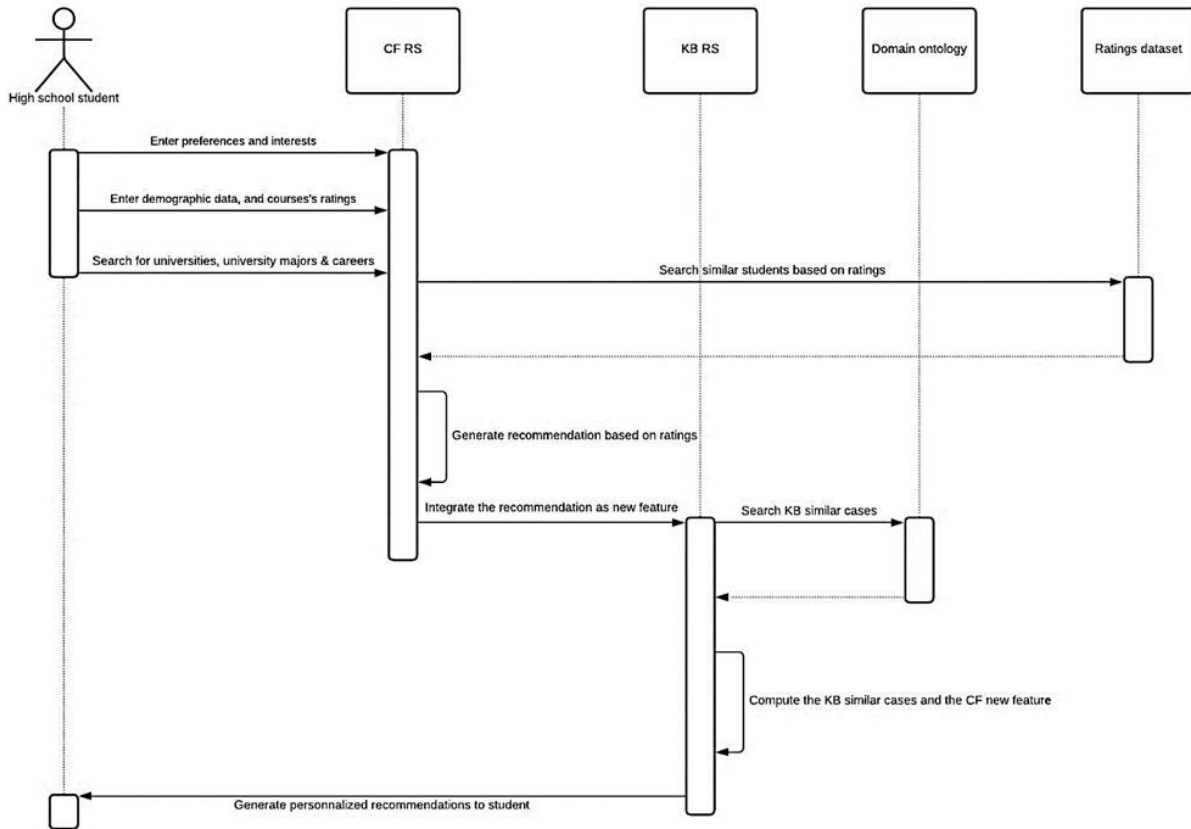 CF RS
KB RS
Domain ontology
Ratings dataset
High school student
Enter preferences and interests
Enter demographic data, and courses's ratings
Search for universities, university majors & careers
Search similar students based on ratings
Generate recommendation based on ratings
Integrate the recommendation as new feature
Search KB similar cases
Compute the KB similar cases and the CF new feature
Generate personnalized recommendations to student